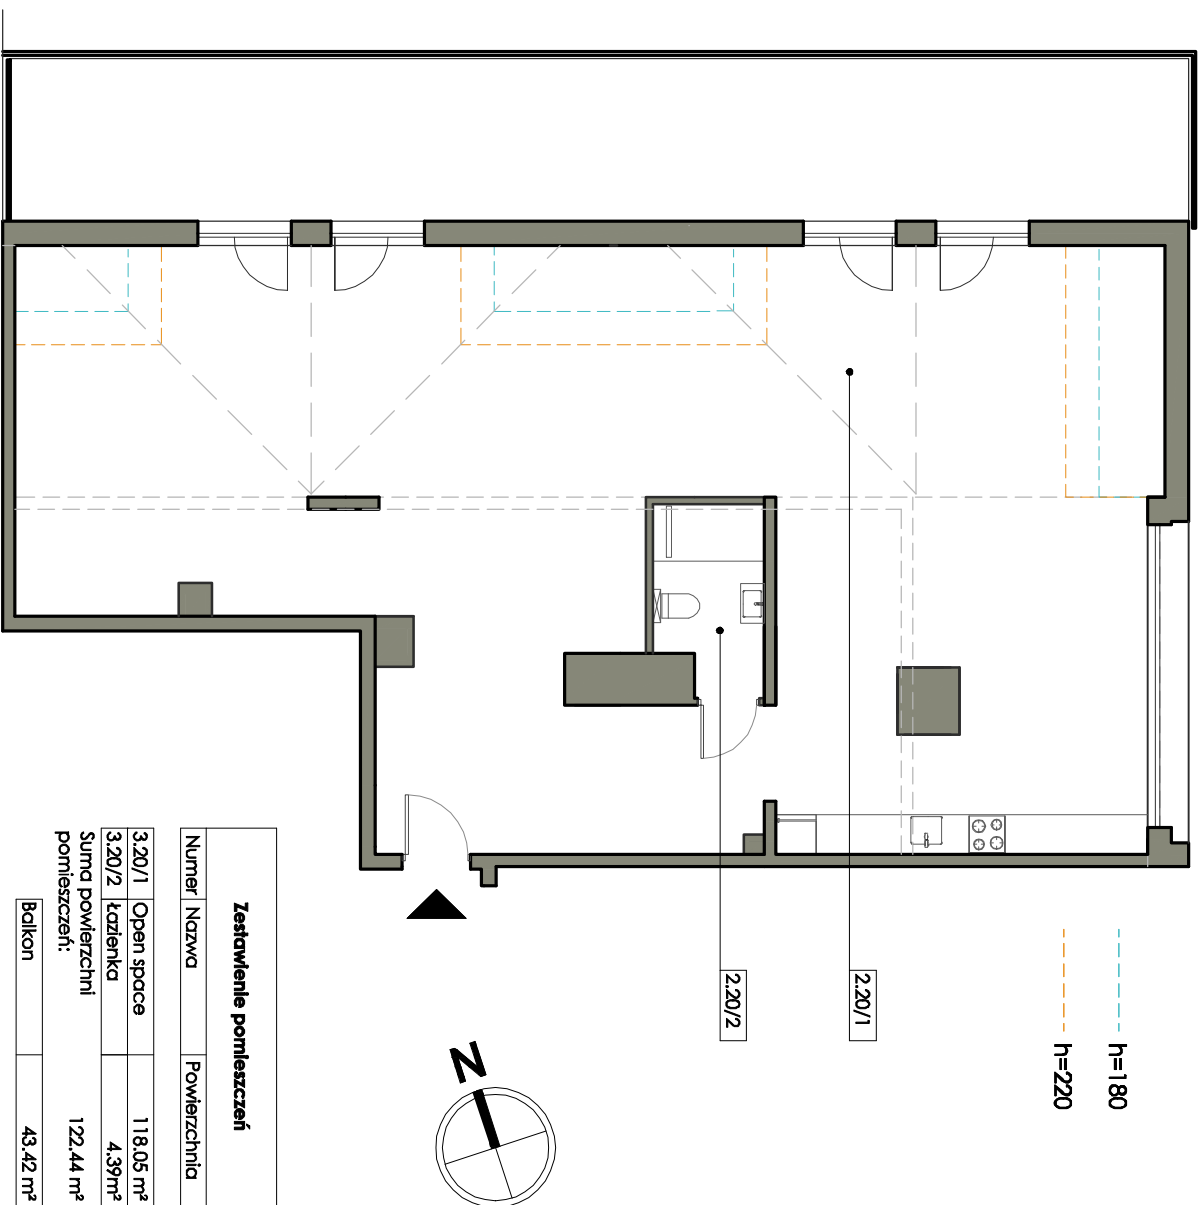 h=180
h=220
2.20/1
2.20/2
N
Zestawienie pomieszczeń
Numer Nazwa Powierzchnia
3.20/1 Open space 118.05 m²
3.20/2 Łazienka 4.39m²
Suma powierzchni
pomieszczeń: 122.44 m²
Balkon 43.42 m²